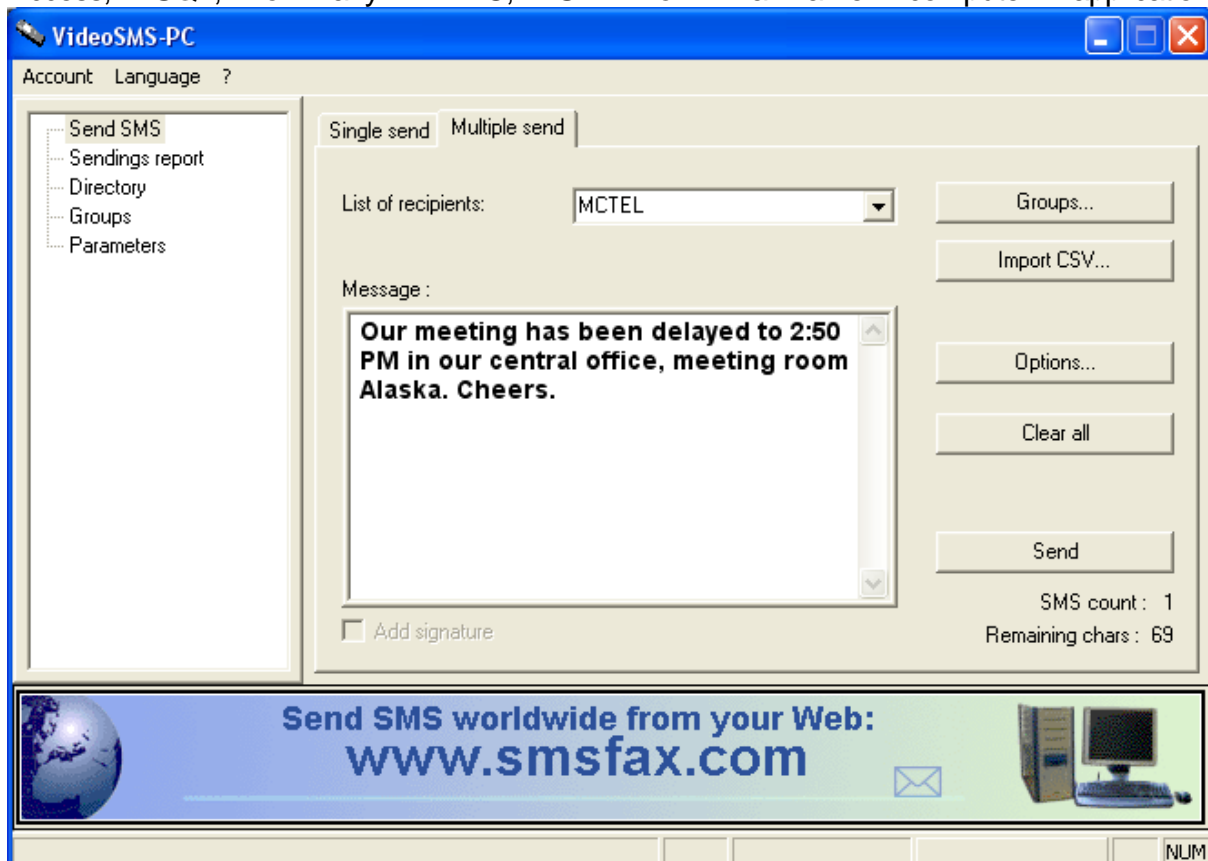 VideoSMS-PC
Account Language ?
Send SMS
Sendings report
Directory
Groups
Parameters
Single send Multiple send
List of recipients: MCTEL
Groups...
Import CSV...
Message :
Our meeting has been delayed to 2:50
PM in our central office, meeting room
Alaska. Cheers.
Options...
Clear all
Send
SMS count : 1
Add signature
Remaining chars : 69
Send SMS worldwide from your Web:
www.smsfax.com
NUM